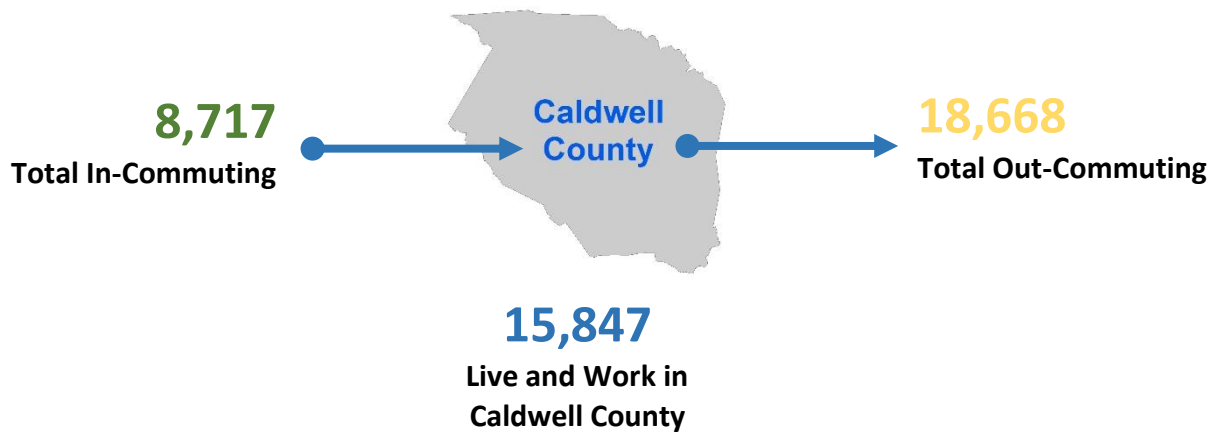 8,717
Total In-Commuting
Caldwell
County
18,668
Total Out-Commuting
15,847
Live and Work in
Caldwell County